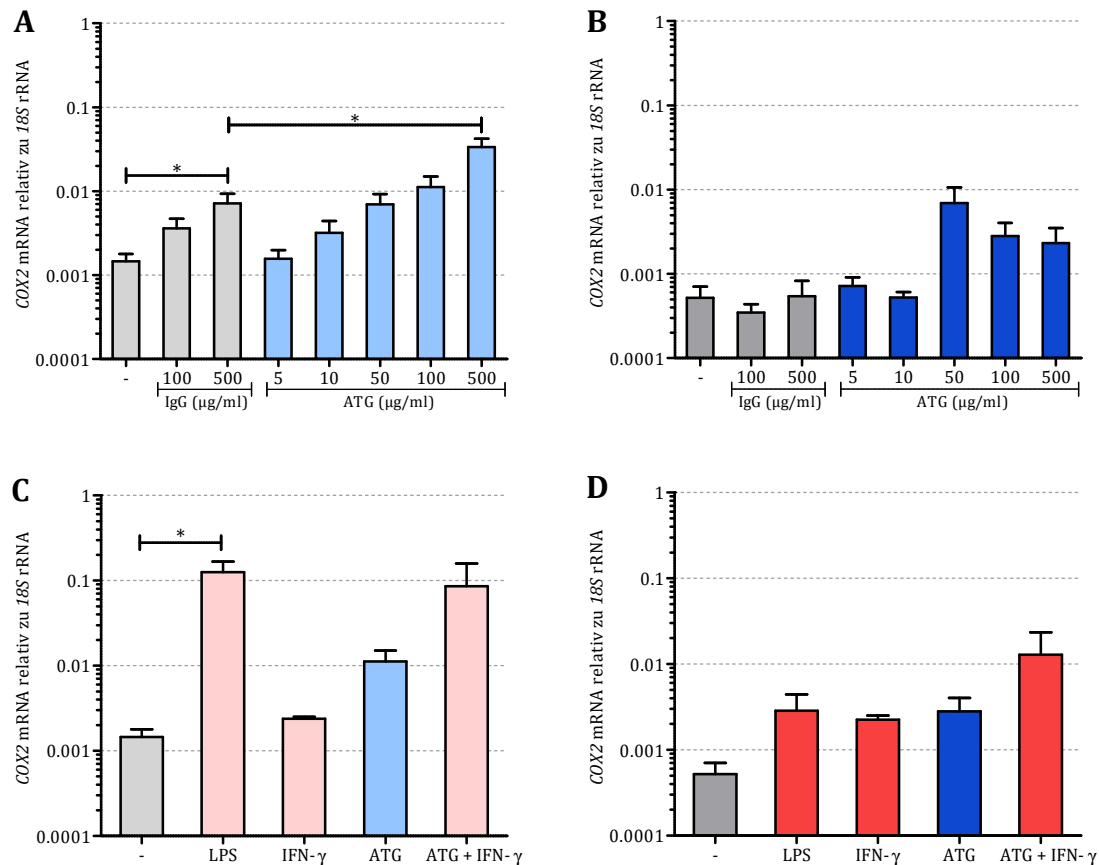 A
COX2 mRNA relativ zu 18S rRNA
1
0.1
0.01
0.001
0.0001
*
*
- 100 500 5 10 50 100 500
IgG (µg/ml) ATG (µg/ml)
B
COX2 mRNA relativ zu 18S rRNA
1
0.1
0.01
0.001
0.0001
- 100 500 5 10 50 100 500
IgG (µg/ml) ATG (µg/ml)
C
COX2 mRNA relativ zu 18S rRNA
1
0.1
0.01
0.001
0.0001
*
- LPS IFN-γ ATG ATG + IFN-γ
D
COX2 mRNA relativ zu 18S rRNA
1
0.1
0.01
0.001
0.0001
- LPS IFN-γ ATG ATG + IFN-γ